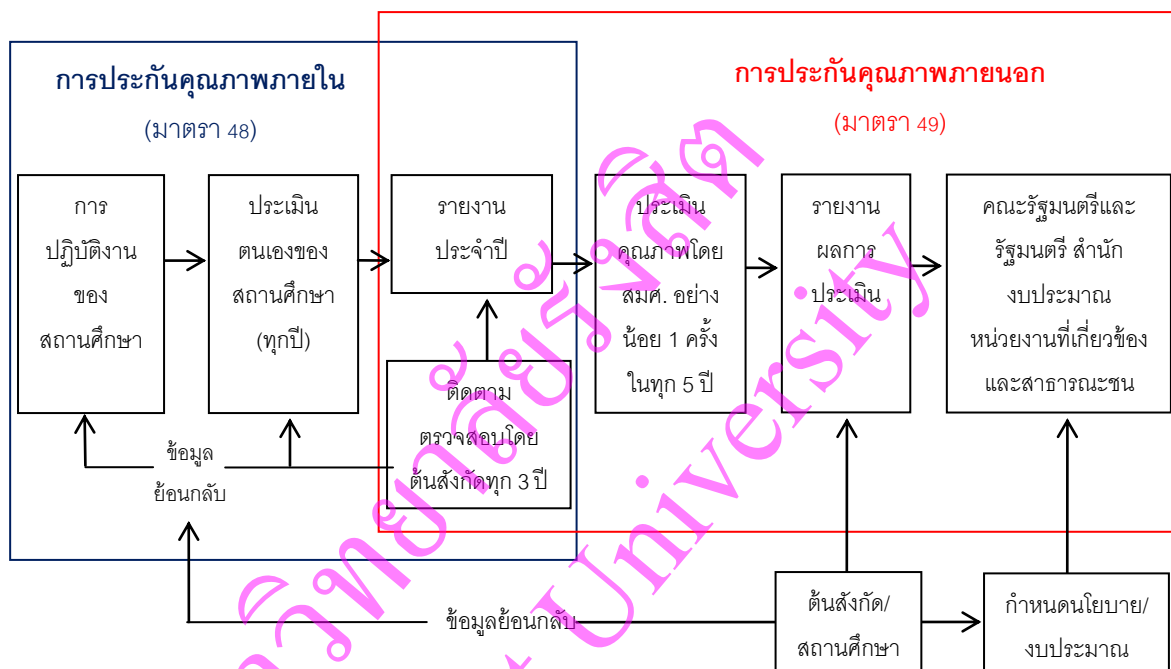 การประกันคุณภาพภายใน
(มาตรา 48)
การประกันคุณภาพภายนอก
(มาตรา 49)
การ
ปฏิบัติงาน
ของ
สถานศึกษา
ประเมิน
ตนเองของ
สถานศึกษา
(ทุกปี)
รายงาน
ประจำปี
ประเมิน
คุณภาพโดย
สมศ. อย่าง
น้อย 1 ครั้ง
ในทุก 5 ปี
รายงาน
ผลการ
ประเมิน
คณะรัฐมนตรีและ
รัฐมนตรี สำนัก
งบประมาณ
หน่วยงานที่เกี่ยวข้อง
และสาธารณะชน
ติดตาม
ตรวจสอบโดย
ต้นสังกัดทุก 3 ปี
ข้อมูล
ย้อนกลับ
ข้อมูลย้อนกลับ
ต้นสังกัด/
สถานศึกษา
กำหนดนโยบาย/
งบประมาณ
วิทยาลัยรังสิต
University